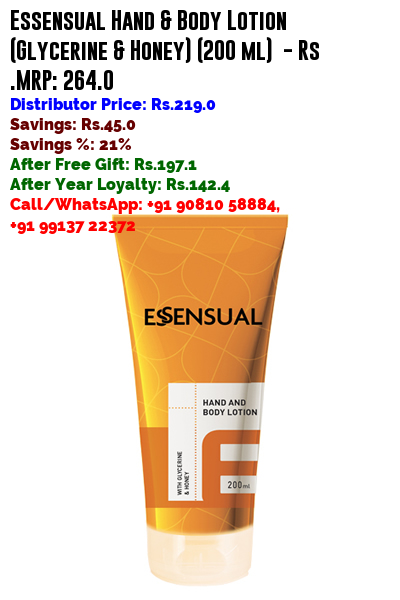 Essensual Hand & Body Lotion
(Glycerine & Honey) (200 ml) - Rs
.MRP: 264.0
Distributor Price: Rs.219.0
Savings: Rs.45.0
Savings %: 21%
After Free Gift: Rs.197.1
After Year Loyalty: Rs.142.4
Call/WhatsApp: +91 90810 58884,
+91 99137 22372
ESSENSUAL
HAND AND
BODY LOTION
WITH GLYCERINE
& HONEY
E
200ml